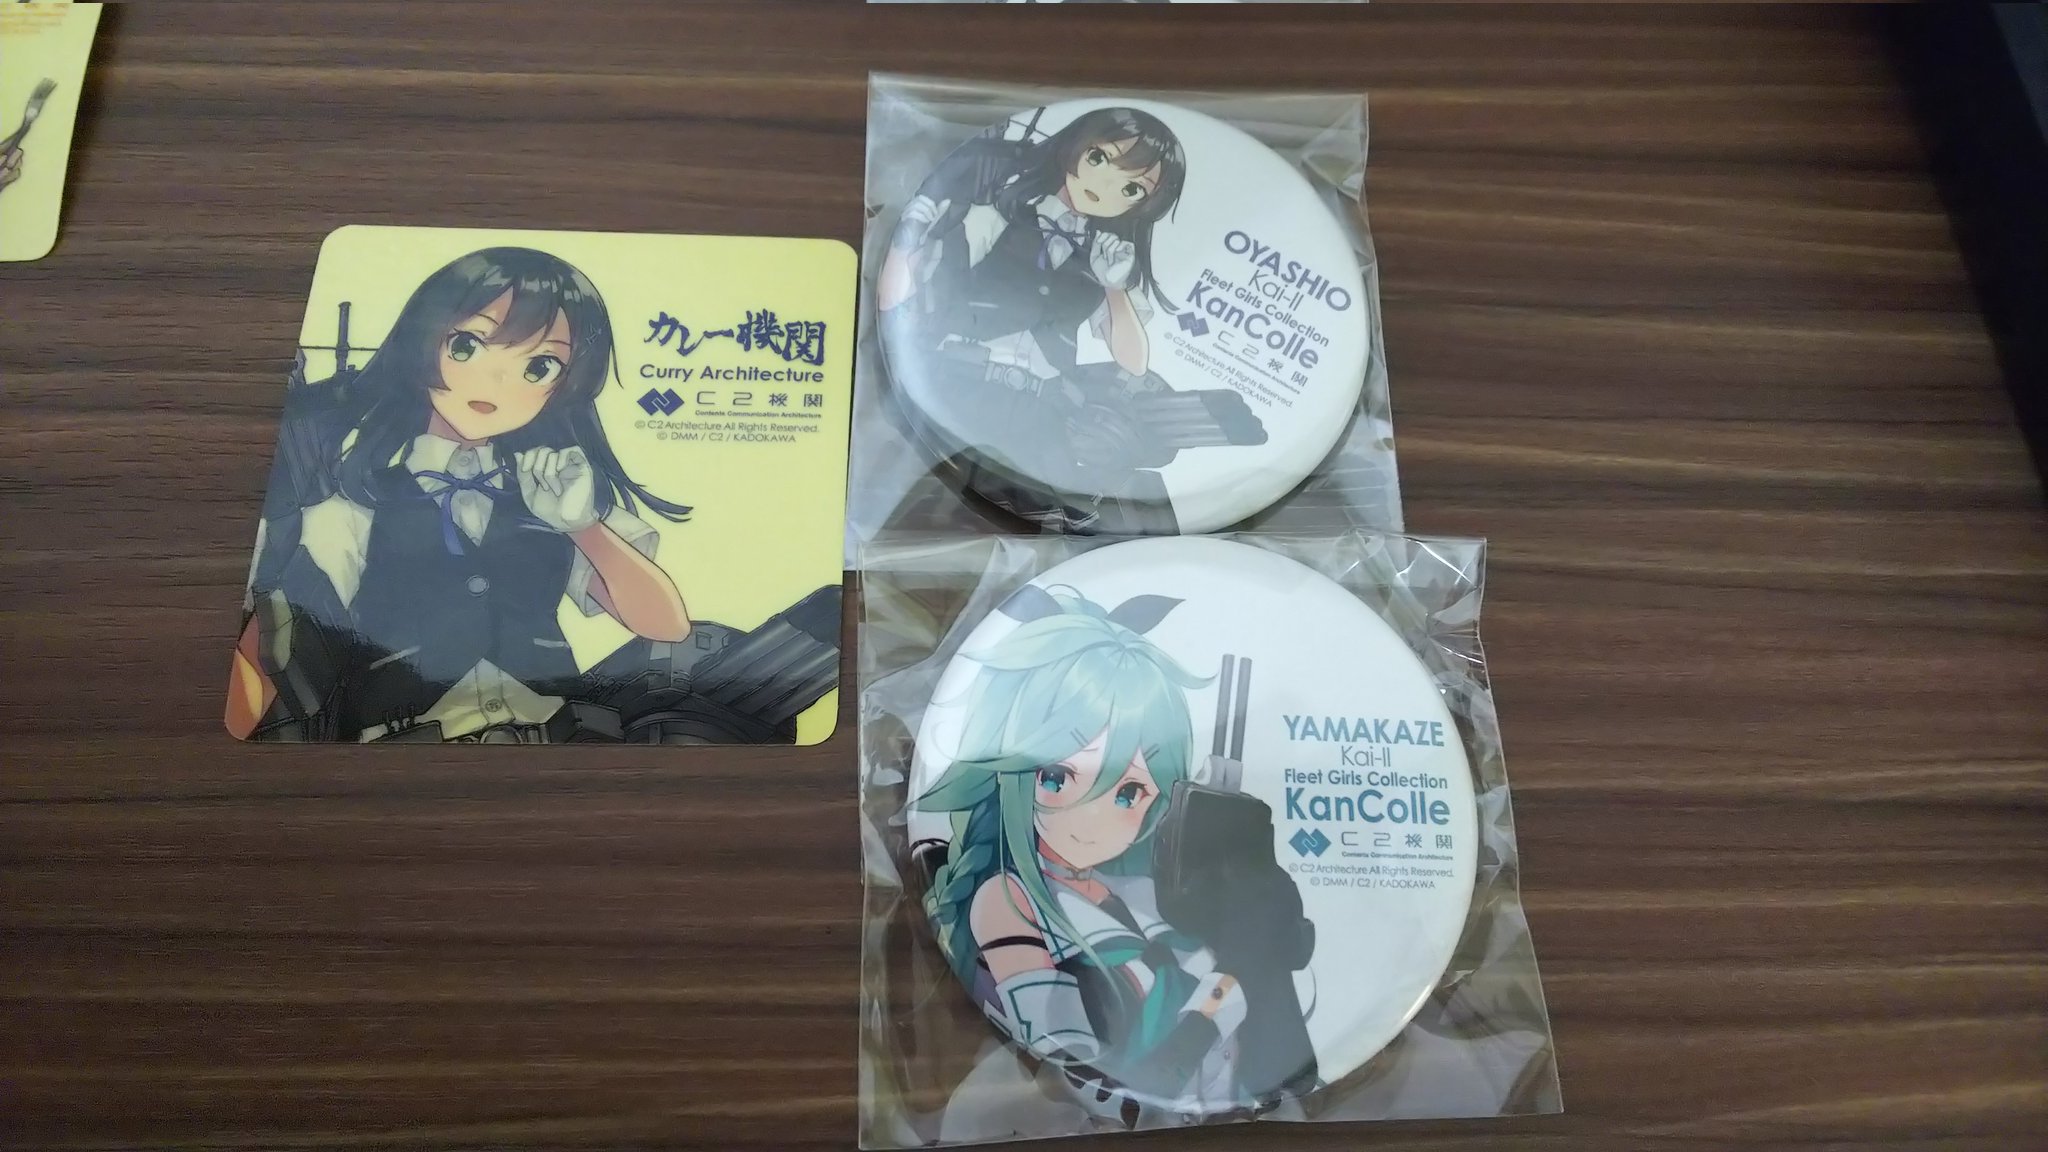 カレー機関
Curry Architecture
C2機関
Contents Communication Architecture
© C2 Architecture All Rights Reserved.
© DMM / C2 / KADOKAWA
OYASHIO
Kai-II
Fleet Girls Collection
KanColle
C2機関
Contents Communication Architecture
© C2 Architecture All Rights Reserved.
© DMM / C2 / KADOKAWA
YAMAKAZE
Kai-II
Fleet Girls Collection
KanColle
C2機関
Contents Communication Architecture
© C2 Architecture All Rights Reserved.
© DMM / C2 / KADOKAWA